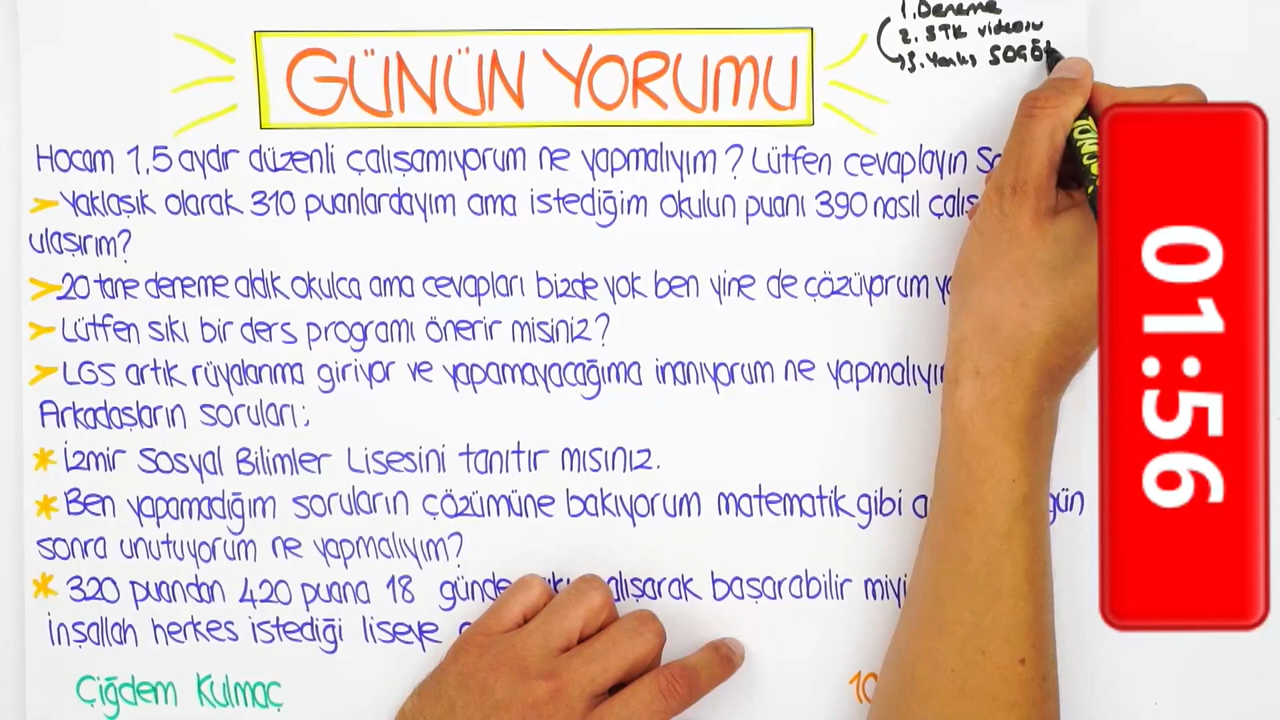 1. Deneme
2. STK videosu
3. Yanlış
GÜNÜN YORUMU
Hocam 1,5 aydır düzenli çalışamıyorum ne yapmalıyım? Lütfen cevaplayın
➤ Yaklaşık olarak 310 puanlardayım ama istediğim okulun puanı 390 nasıl
ulaşırım?
➤ 20 tane deneme aldık okulca ama cevapları bizde yok ben yine de çözüyorum
➤ Lütfen sıkı bir ders programı önerir misiniz?
➤ LGS artık rüyalarıma giriyor ve yapamayacağıma inanıyorum ne
Arkadaşların soruları;
* İzmir Sosyal Bilimler Lisesini tanıtır mısınız.
* Ben yapamadığım soruların çözümüne bakıyorum matematik gibi gün
sonra unutuyorum ne yapmalıyım?
* 320 puandan 420 puana 18 başarabilir
İnşallah herkes istediği liseye
Çiğdem Kulmaç
10
01:56